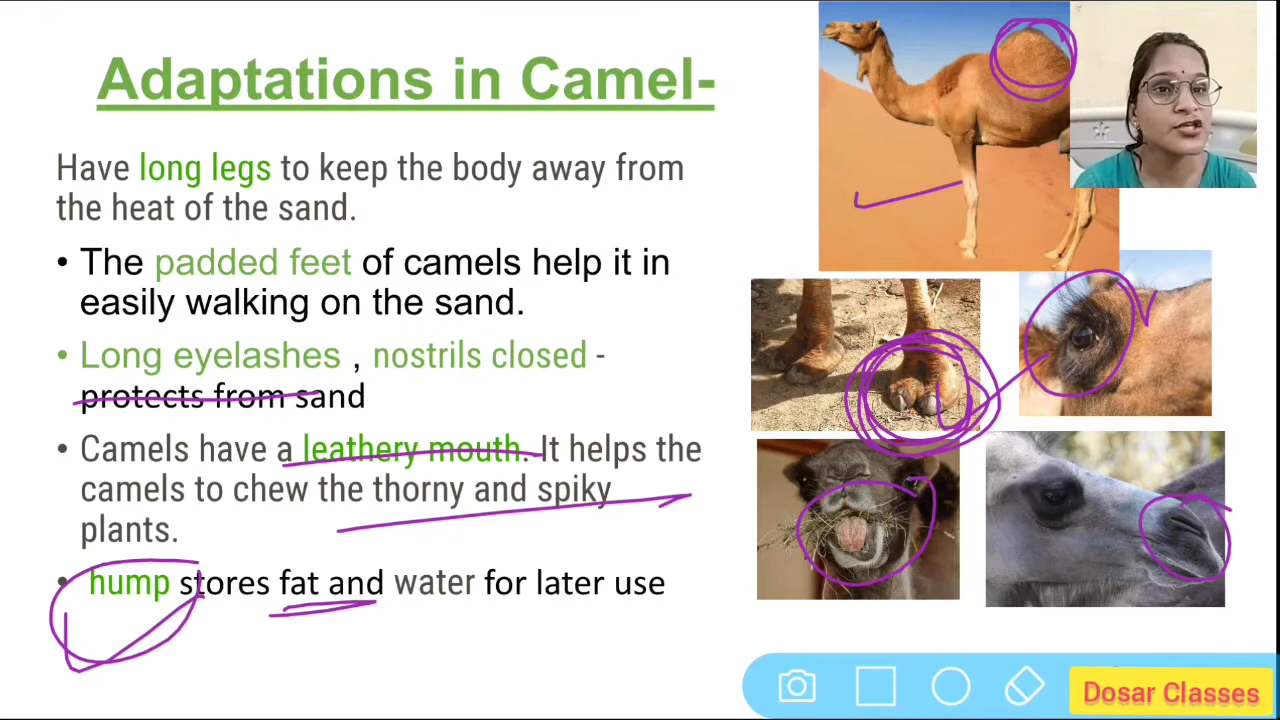 Adaptations in Camel-
Have long legs to keep the body away from
the heat of the sand.
• The padded feet of camels help it in
easily walking on the sand.
• Long eyelashes , nostrils closed -
protects from sand
• Camels have a leathery mouth. It helps the
camels to chew the thorny and spiky
plants.
• hump stores fat and water for later use
Dosar Classes